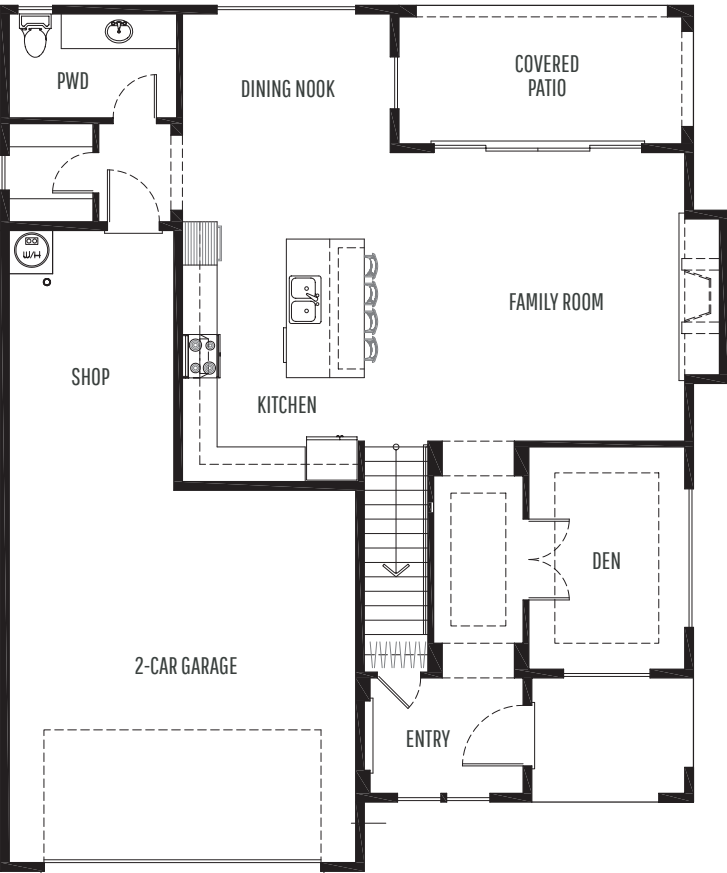 PWD
DINING NOOK
COVERED
PATIO
W/H
FAMILY ROOM
SHOP
KITCHEN
DEN
2-CAR GARAGE
ENTRY